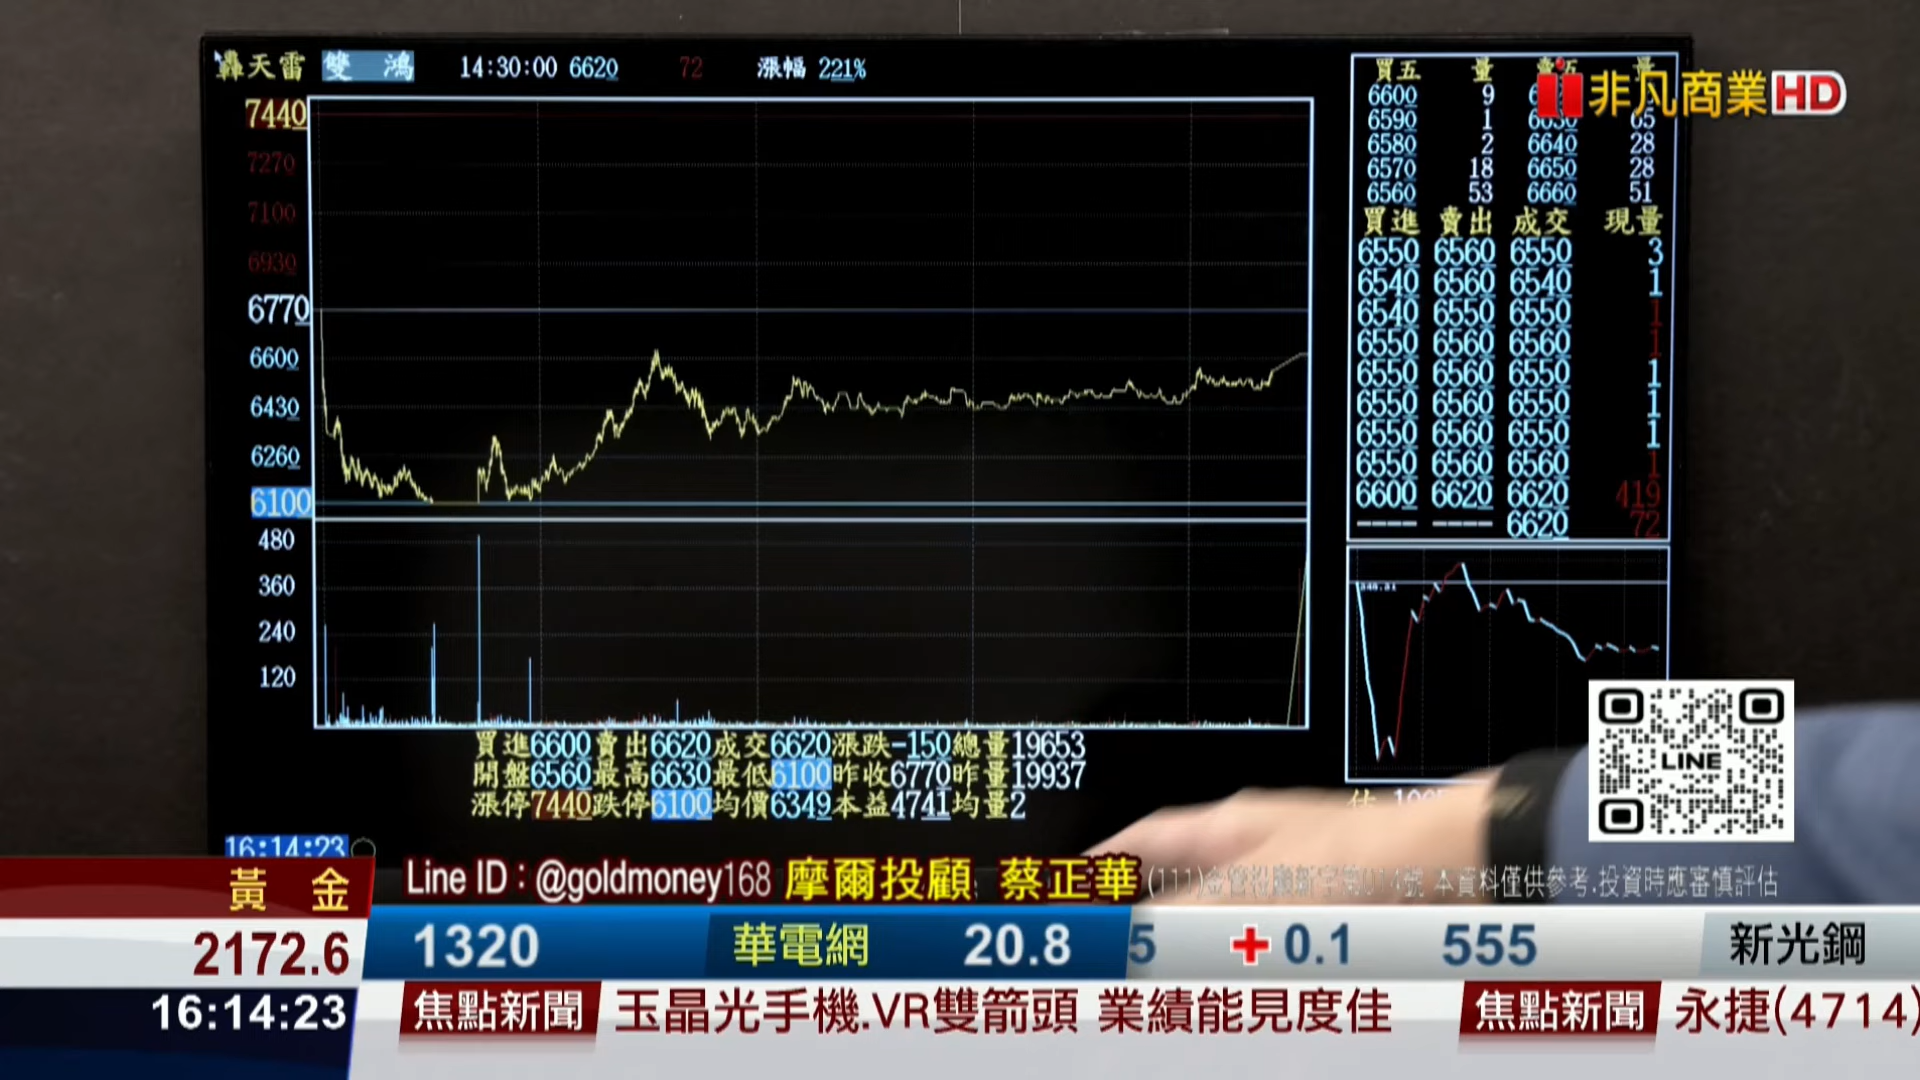 轟天雷 雙 鴻 14:30:00 6620 72 漲幅 221%
7440
7270
7100
6930
6770
6600
6430
6260
6100
480
360
240
120
買進6600賣出6620成交6620漲跌-150總量19653
開盤6560最高6630最低6100昨收6770昨量19937
漲停7440跌停6100均價6349本益4741均量2
16:14:23
買五 量
6600 9
6590 1 65
6580 2 6640 28
6570 18 6650 28
6560 53 6660 51
買進 賣出 成交 現量
6550 6560 6550 3
6540 6560 6540 1
6540 6550 6550 1
6550 6560 6560 1
6550 6560 6550 1
6550 6560 6550 1
6550 6560 6550 1
6550 6560 6560 1
6600 6620 6620 419
---- ---- 6620 72
非凡商業HD
LINE
Line ID : @goldmoney168 摩爾投顧 蔡正華 本資料僅供參考.投資時應審慎評估
黃 金
2172.6
16:14:23
1320 華電網 20.8 5 + 0.1 555 新光鋼
焦點新聞 玉晶光手機.VR雙箭頭 業績能見度佳 焦點新聞 永捷(4714)